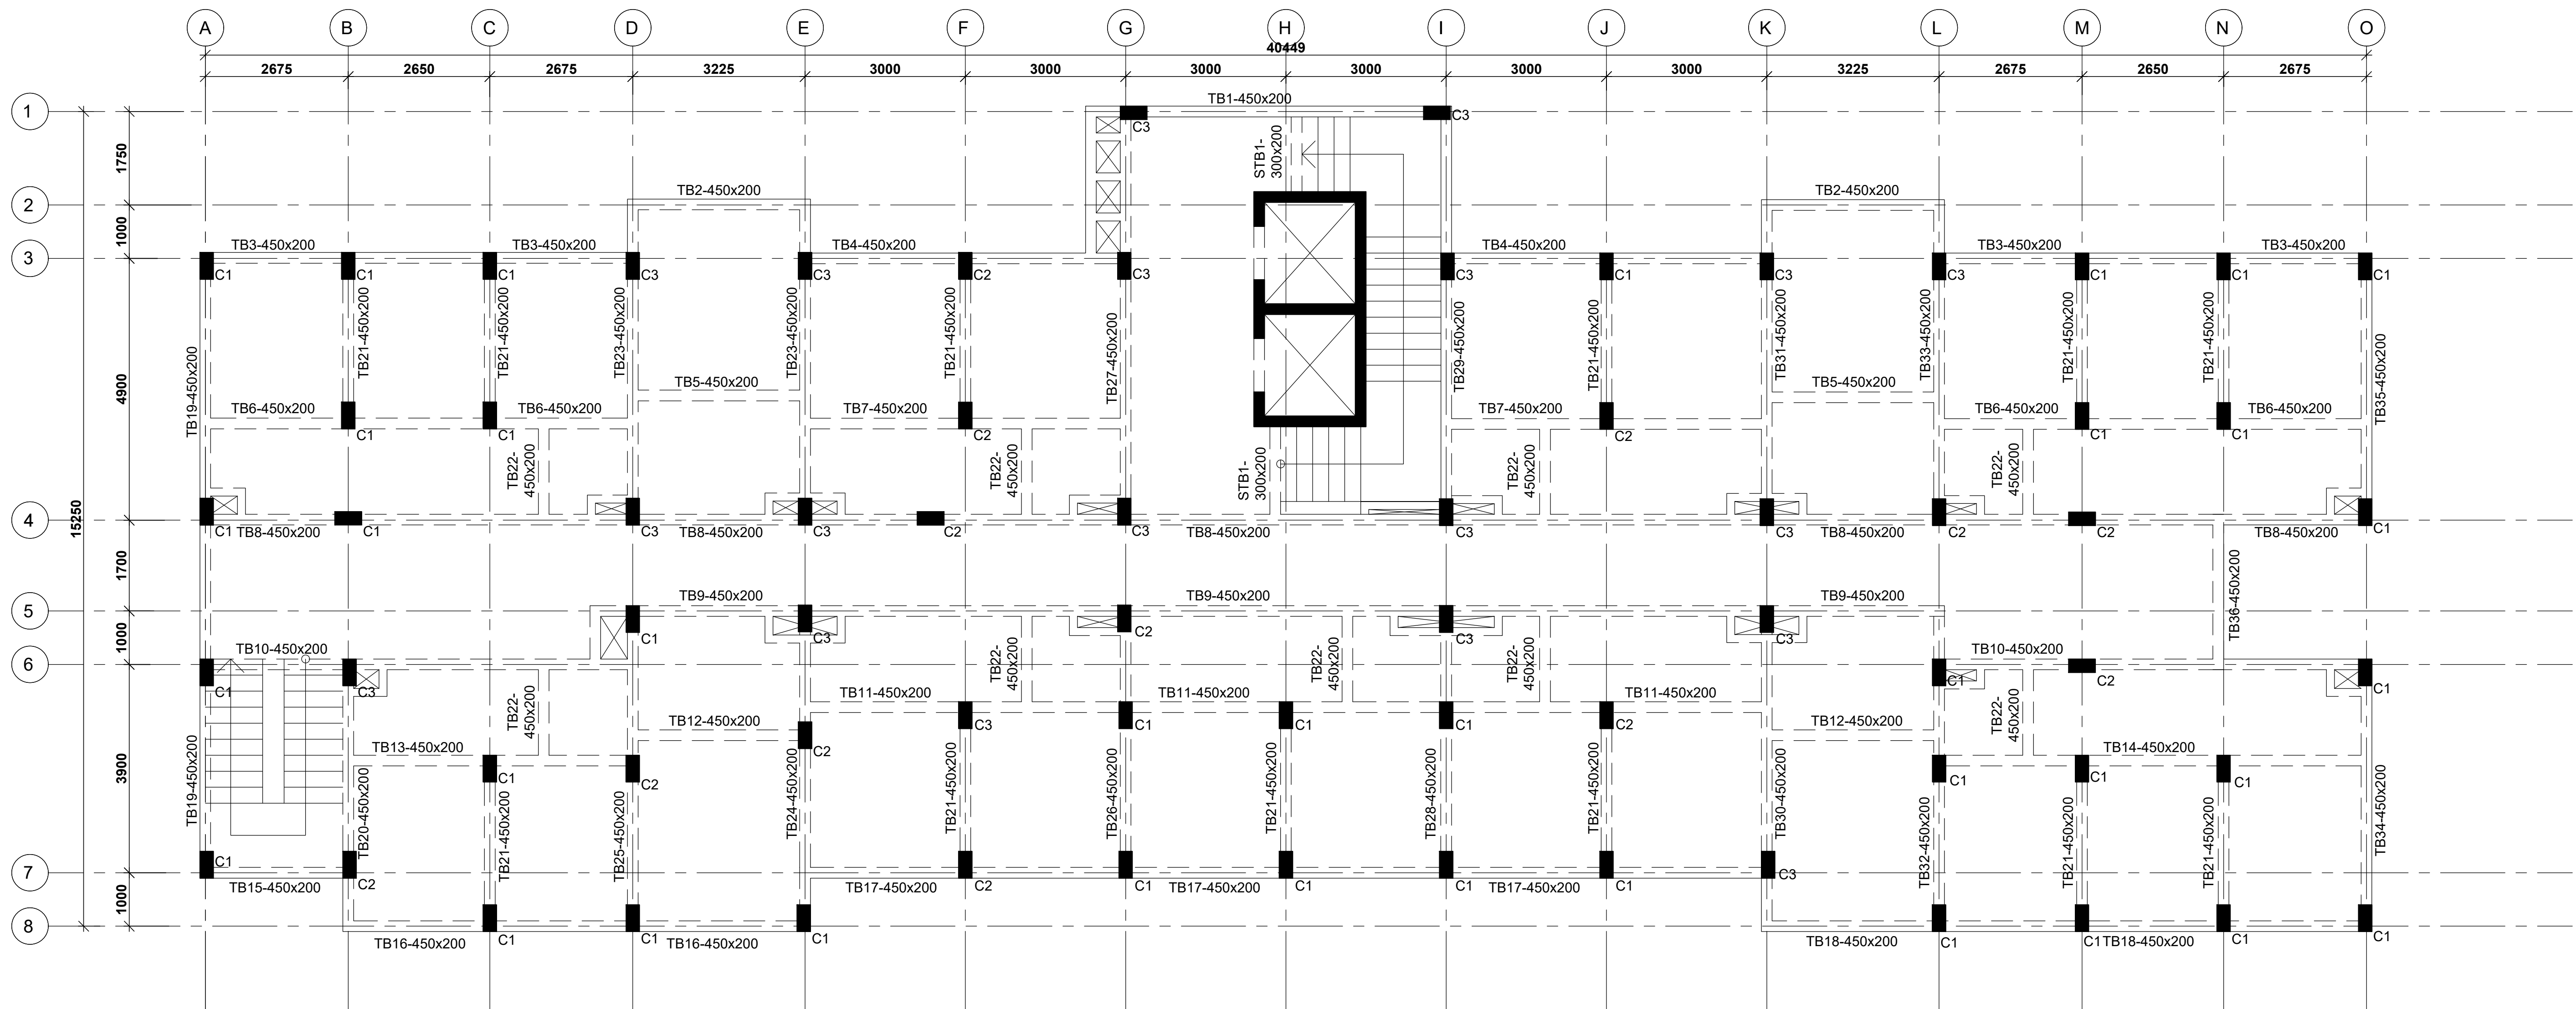 A B C D E F G H I J K L M N O
40449
2675 2650 2675 3225 3000 3000 3000 3000 3000 3000 3225 2675 2650 2675
1
TB1-450x200
C3 C3
1750
STB1-
300x200
2
TB2-450x200 TB2-450x200
1000
3
TB3-450x200 TB3-450x200 TB4-450x200 TB4-450x200 TB3-450x200 TB3-450x200
C1 C1 C1 C3 C3 C2 C3 C3 C1 C3 C3 C1 C1 C1
4900
TB19-450x200 TB21-450x200 TB21-450x200 TB23-450x200 TB23-450x200 TB21-450x200 TB27-450x200 TB29-450x200 TB21-450x200 TB31-450x200 TB33-450x200 TB21-450x200 TB21-450x200 TB35-450x200
TB5-450x200 TB5-450x200
TB6-450x200 TB6-450x200 TB7-450x200 TB7-450x200 TB6-450x200 TB6-450x200
C1 C1 C2 C2 C1 C1
TB22-
450x200
TB22-
450x200
STB1-
300x200
TB22-
450x200
TB22-
450x200
4
C1 C1 C3 C3 C2 C3 C3 C3 C2 C2 C1
TB8-450x200 TB8-450x200 TB8-450x200 TB8-450x200 TB8-450x200
15250
1700
TB36-450x200
5
TB9-450x200 TB9-450x200 TB9-450x200
C1 C3 C2 C3 C3
1000
TB10-450x200 TB10-450x200
6
C1 C3 C1 C2 C1
TB22-
450x200
TB22-
450x200
TB22-
450x200
TB22-
450x200
TB22-
450x200
TB11-450x200 TB11-450x200 TB11-450x200
C3 C1 C1 C1 C2
TB12-450x200 TB12-450x200
C2
TB13-450x200 TB14-450x200
C1 C2 C1 C1 C1
3900
TB19-450x200 TB20-450x200 TB21-450x200 TB25-450x200 TB24-450x200 TB21-450x200 TB26-450x200 TB21-450x200 TB28-450x200 TB21-450x200 TB30-450x200 TB32-450x200 TB21-450x200 TB21-450x200 TB34-450x200
7
C1 C2 C2 C1 C1 C1 C1 C3
TB15-450x200 TB17-450x200 TB17-450x200 TB17-450x200
1000
8
C1 C1 C1 C1 C1 C1 C1
TB16-450x200 TB16-450x200 TB18-450x200 TB18-450x200